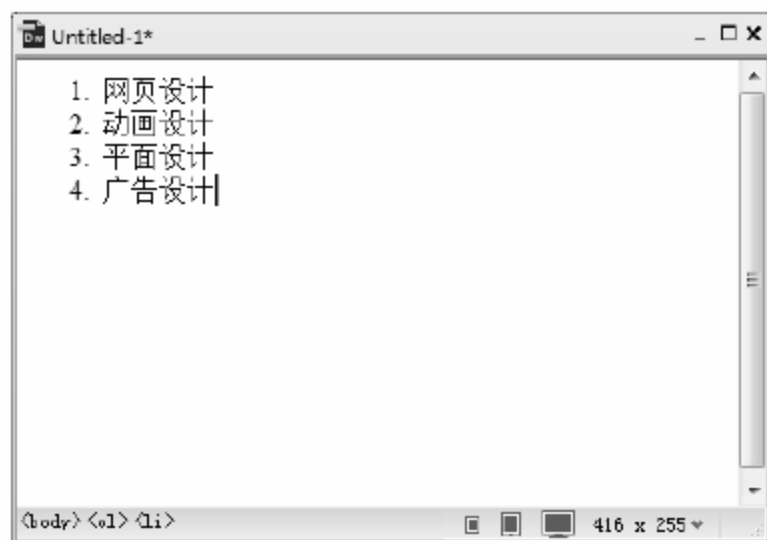 Dw Untitled-1*
1. 网页设计
2. 动画设计
3. 平面设计
4. 广告设计
<body> <ol> <li> 416 x 255